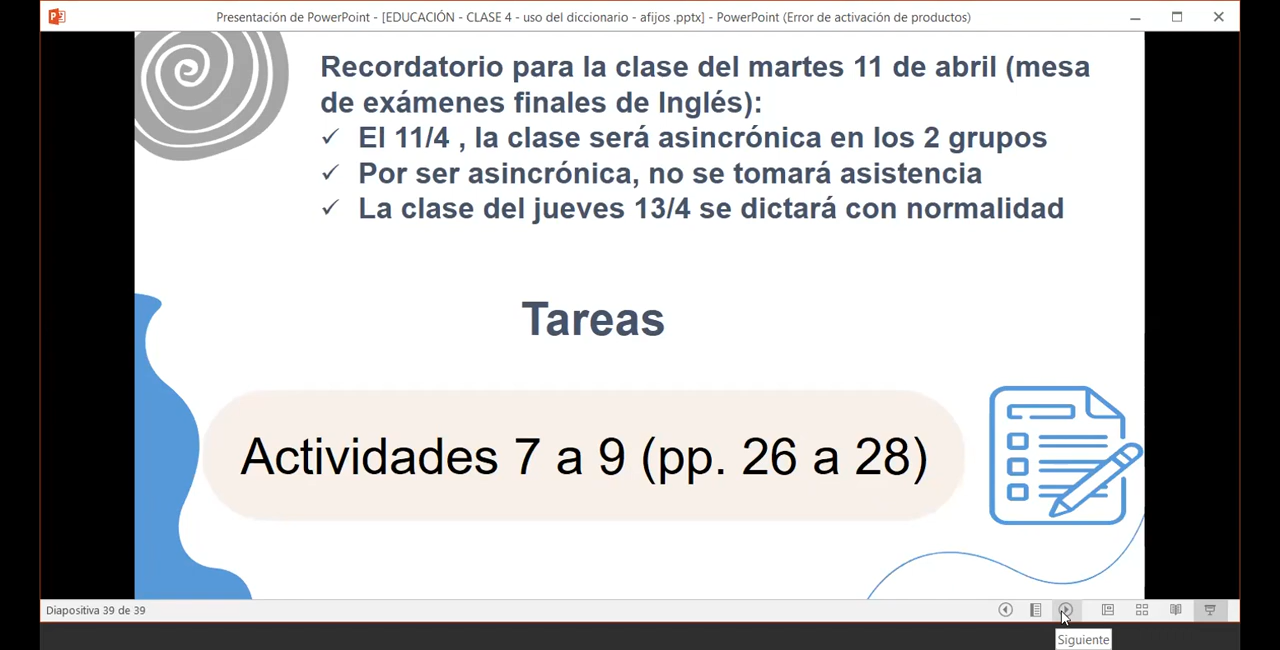 Presentación de PowerPoint - [EDUCACIÓN - CLASE 4 - uso del diccionario - afijos .pptx] - PowerPoint (Error de activación de productos)
Recordatorio para la clase del martes 11 de abril (mesa
de exámenes finales de Inglés):
✓ El 11/4 , la clase será asincrónica en los 2 grupos
✓ Por ser asincrónica, no se tomará asistencia
✓ La clase del jueves 13/4 se dictará con normalidad
Tareas
Actividades 7 a 9 (pp. 26 a 28)
Diapositiva 39 de 39
Siguiente